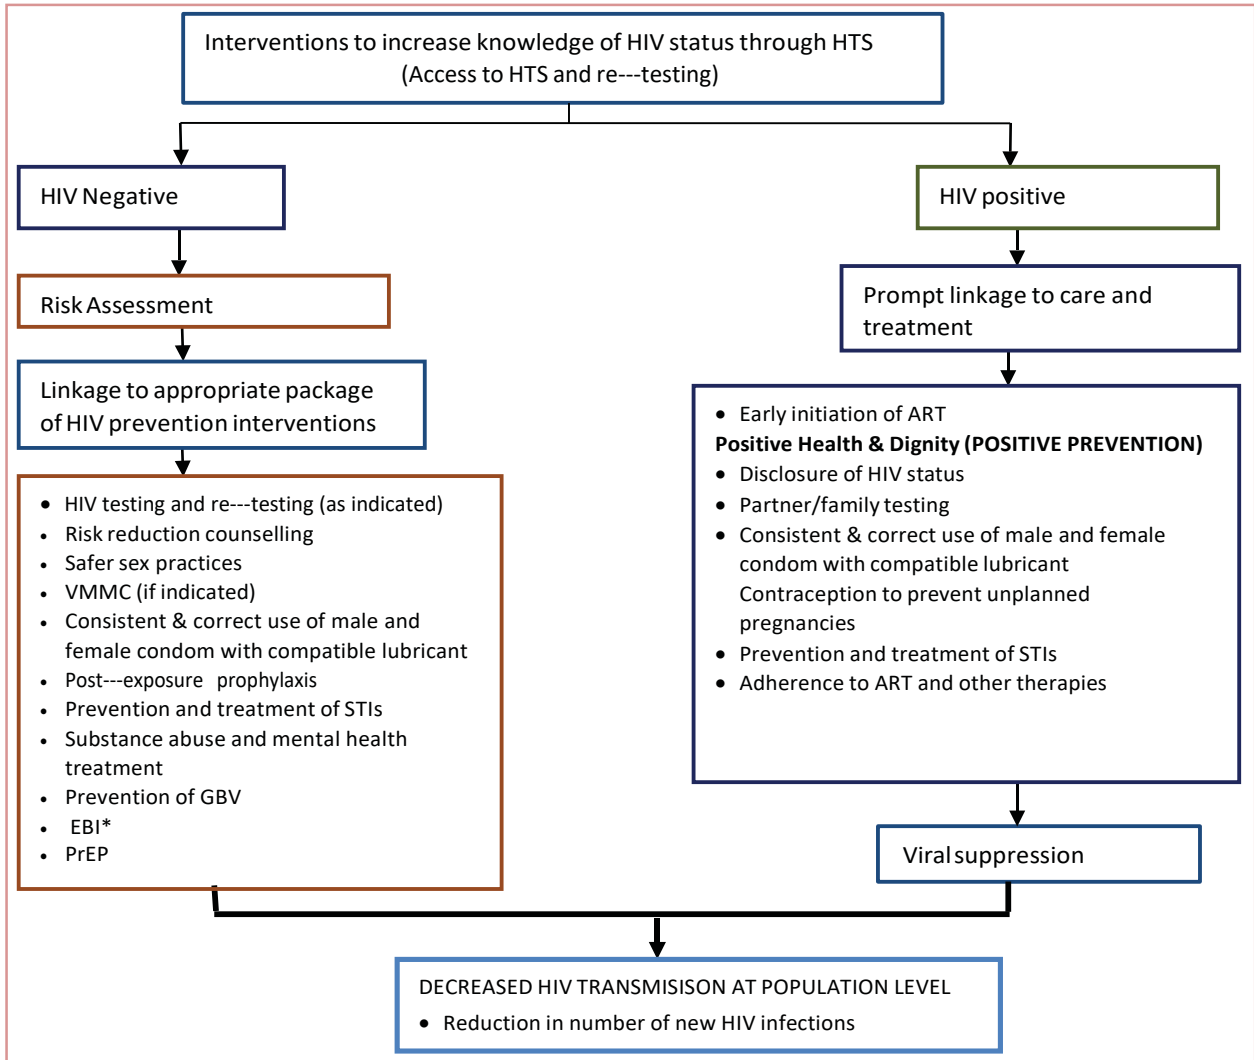 Interventions to increase knowledge of HIV status through HTS
(Access to HTS and re---testing)
HIV Negative
HIV positive
Risk Assessment
Prompt linkage to care and
treatment
Linkage to appropriate package
of HIV prevention interventions
• HIV testing and re---testing (as indicated)
• Risk reduction counselling
• Safer sex practices
• VMMC (if indicated)
• Consistent & correct use of male and
female condom with compatible lubricant
• Post---exposure prophylaxis
• Prevention and treatment of STIs
• Substance abuse and mental health
treatment
• Prevention of GBV
• EBI*
• PrEP
• Early initiation of ART
Positive Health & Dignity (POSITIVE PREVENTION)
• Disclosure of HIV status
• Partner/family testing
• Consistent & correct use of male and female
condom with compatible lubricant
Contraception to prevent unplanned
pregnancies
• Prevention and treatment of STIs
• Adherence to ART and other therapies
Viral suppression
DECREASED HIV TRANSMISISON AT POPULATION LEVEL
• Reduction in number of new HIV infections